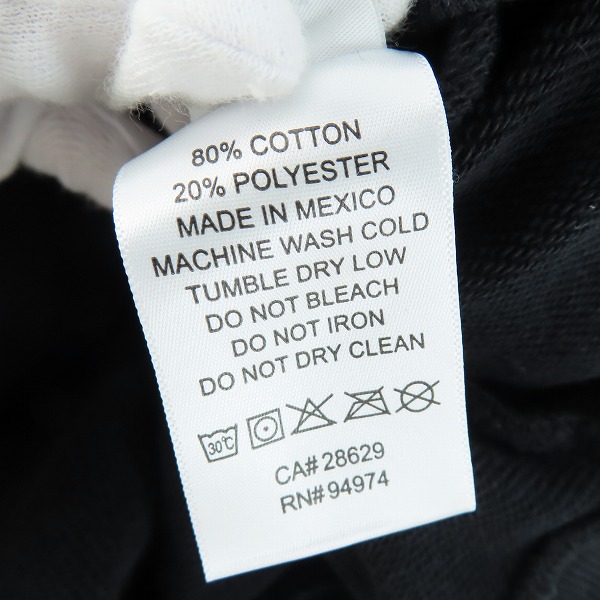 80% COTTON
20% POLYESTER
MADE IN MEXICO
MACHINE WASH COLD
TUMBLE DRY LOW
DO NOT BLEACH
DO NOT IRON
DO NOT DRY CLEAN
30°C
CA# 28629
RN# 94974